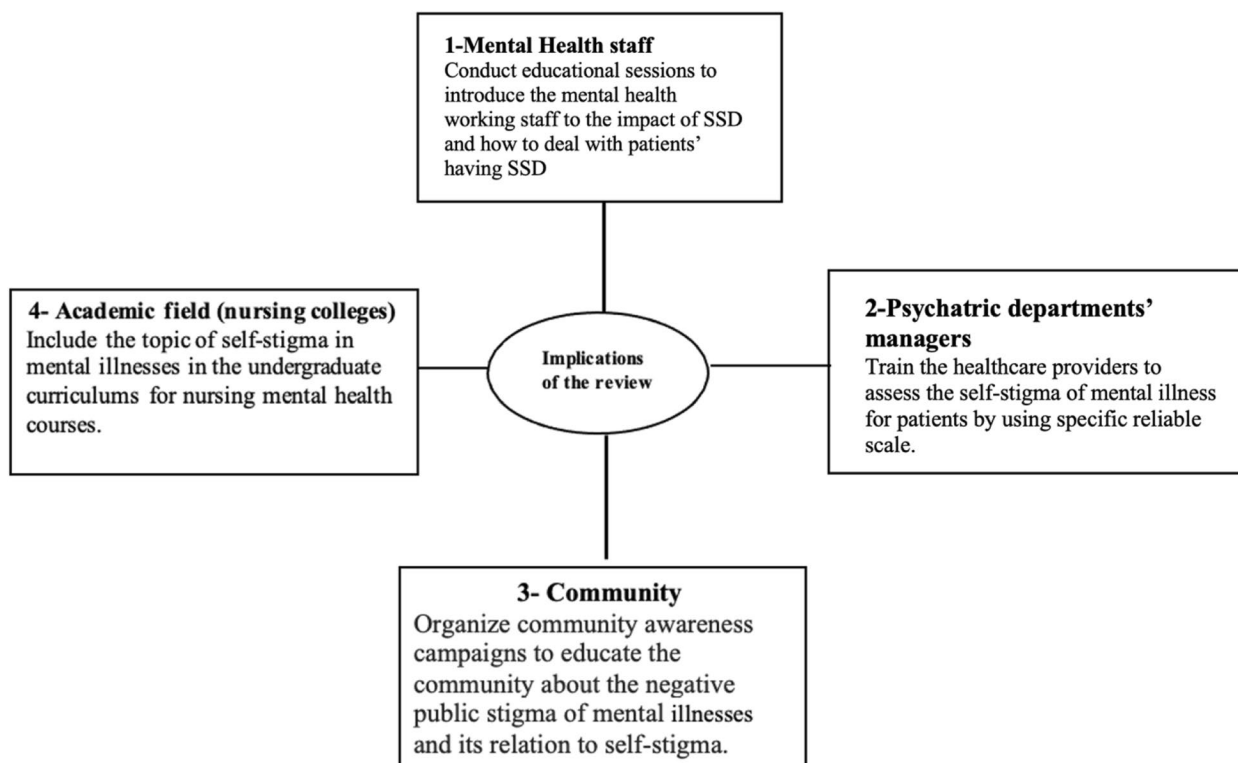 1-Mental Health staff
Conduct educational sessions to
introduce the mental health
working staff to the impact of SSD
and how to deal with patients’
having SSD
4- Academic field (nursing colleges)
Include the topic of self-stigma in
mental illnesses in the undergraduate
curriculums for nursing mental health
courses.
Implications
of the review
2-Psychatric departments’
managers
Train the healthcare providers to
assess the self-stigma of mental illness
for patients by using specific reliable
scale.
3- Community
Organize community awareness
campaigns to educate the
community about the negative
public stigma of mental illnesses
and its relation to self-stigma.